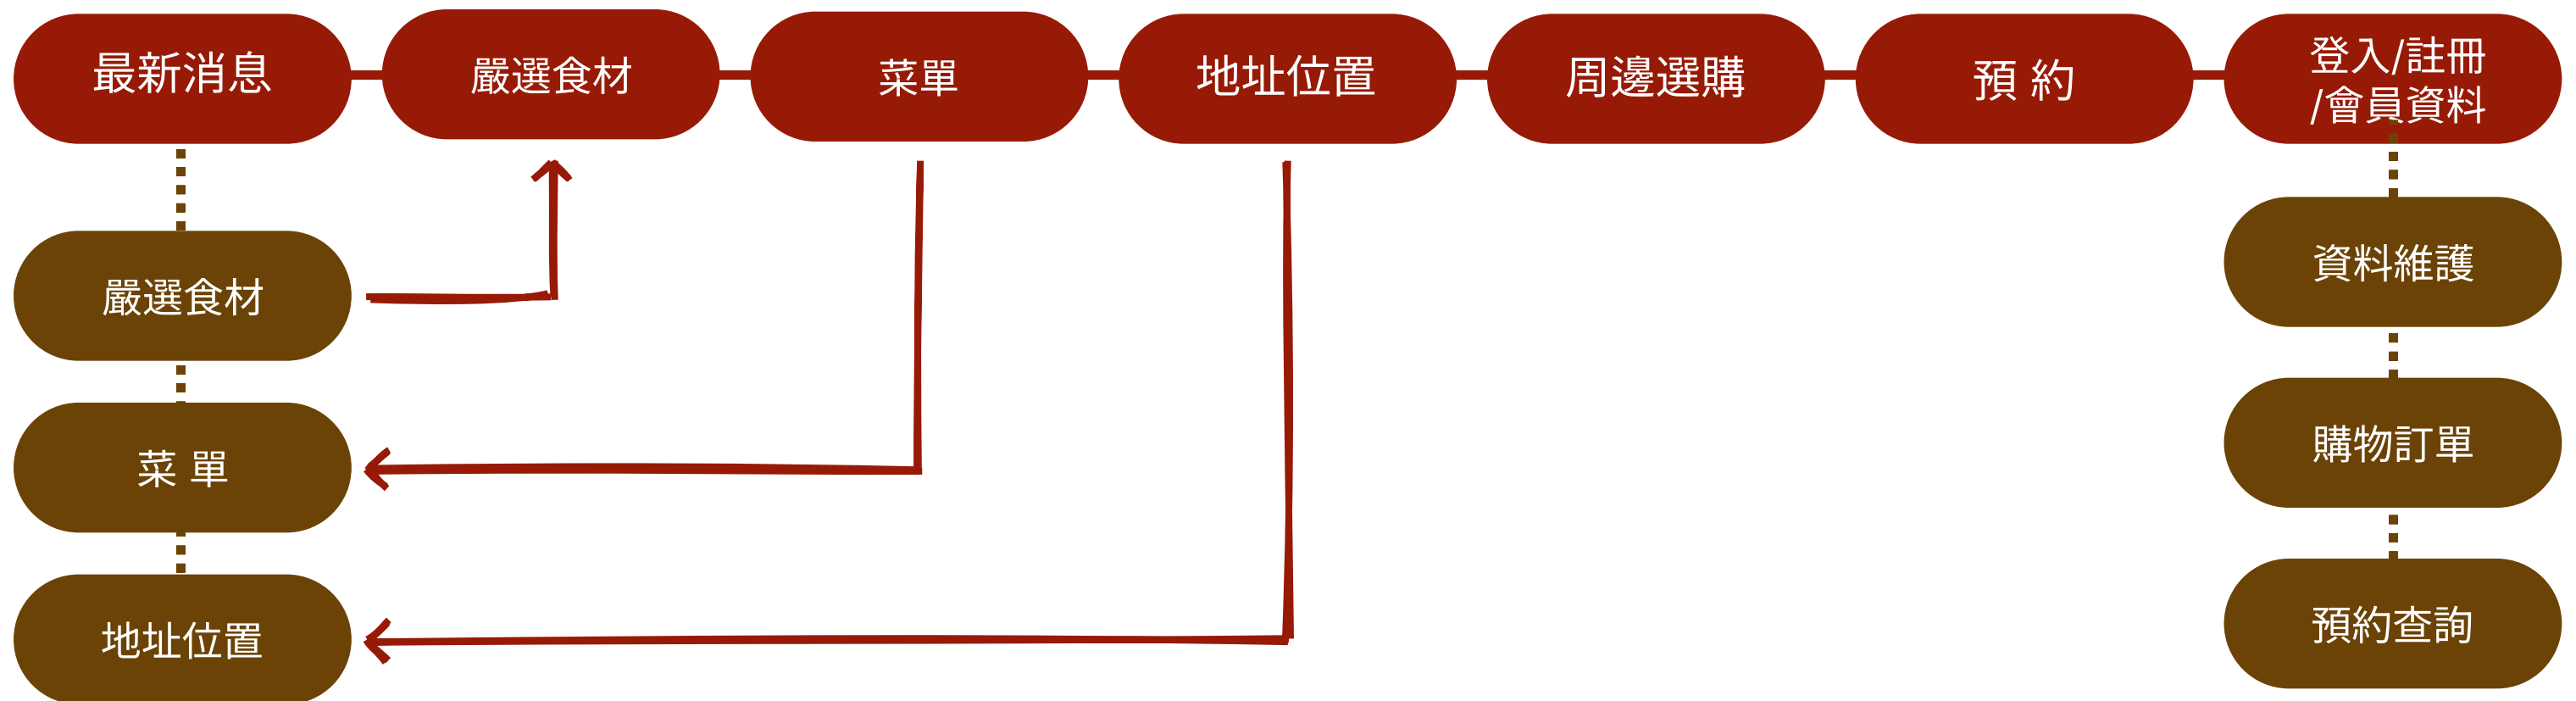 最新消息
嚴選食材
菜單
地址位置
周邊選購
預 約
登入/註冊
/會員資料
嚴選食材
菜 單
地址位置
資料維護
購物訂單
預約查詢